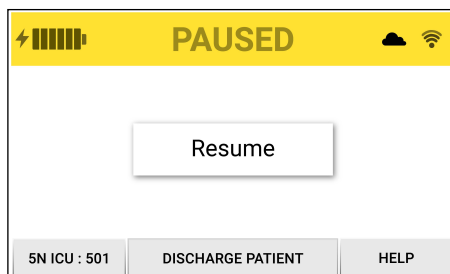 PAUSED
Resume
5N ICU : 501
DISCHARGE PATIENT
HELP